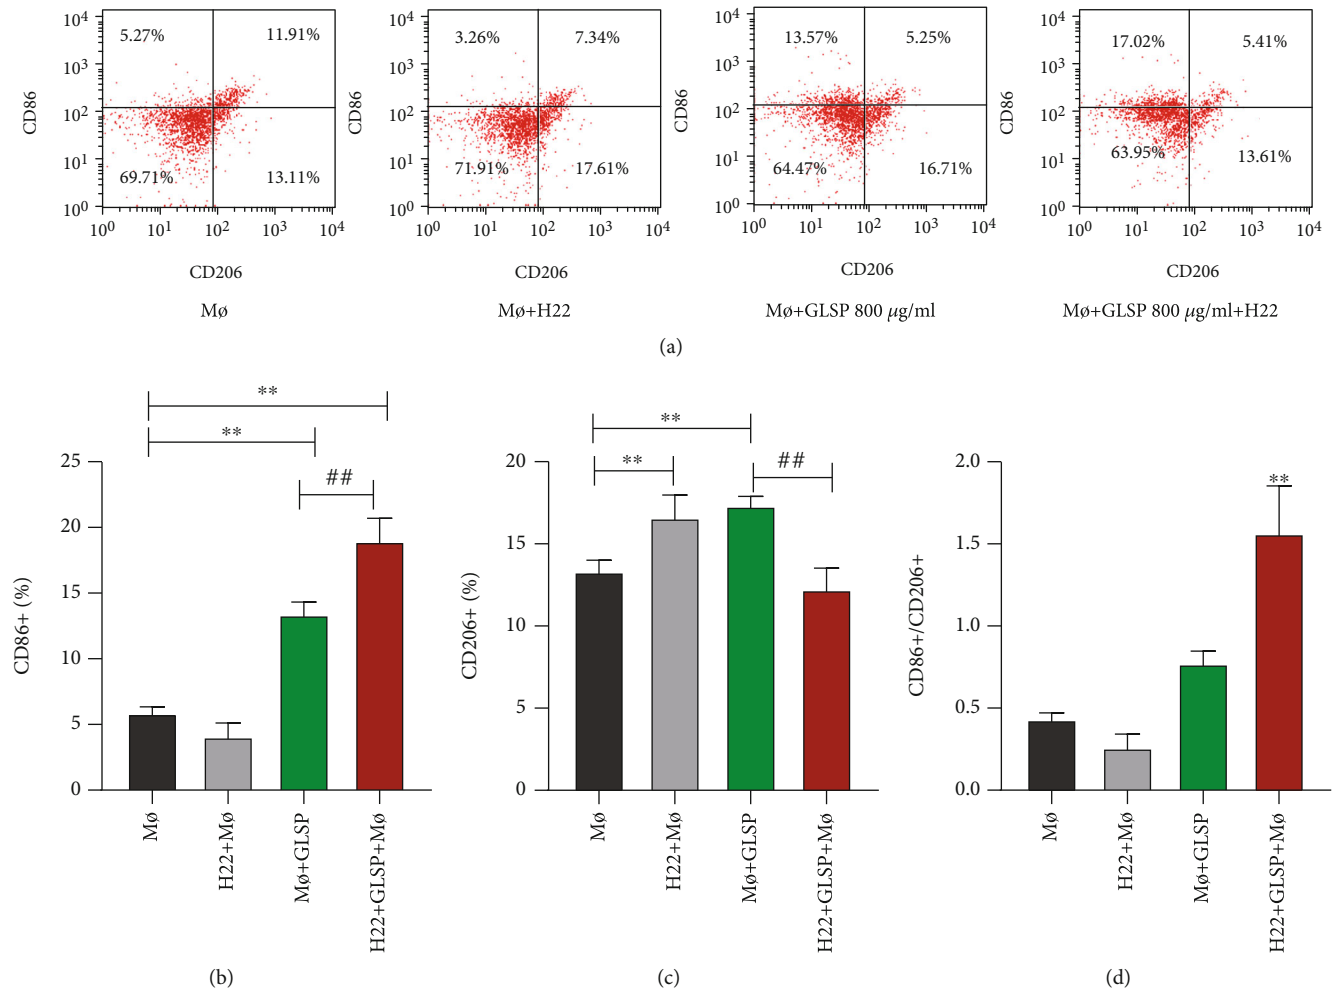 10⁴ 5.27% 11.91%
10³
CD86
10²
10¹
69.71% 13.11%
10⁰
10⁰ 10¹ 10² 10³ 10⁴
CD206
Mø
10⁴ 3.26% 7.34%
10³
CD86
10²
10¹
71.91% 17.61%
10⁰
10⁰ 10¹ 10² 10³ 10⁴
CD206
Mø+H22
10⁴ 13.57% 5.25%
10³
CD86
10²
10¹
64.47% 16.71%
10⁰
10⁰ 10¹ 10² 10³ 10⁴
CD206
Mø+GLSP 800 µg/ml
10⁴ 17.02% 5.41%
10³
CD86
10²
10¹
63.95% 13.61%
10⁰
10⁰ 10¹ 10² 10³ 10⁴
CD206
Mø+GLSP 800 µg/ml+H22
(a)
**
**
##
25
20
15
10
5
0
CD86+ (%)
Mø
H22+Mø
Mø+GLSP
H22+GLSP+Mø
(b)
**
**
##
20
15
10
5
0
CD206+ (%)
Mø
H22+Mø
Mø+GLSP
H22+GLSP+Mø
(c)
**
2.0
1.5
1.0
0.5
0.0
CD86+/CD206+
Mø
H22+Mø
Mø+GLSP
H22+GLSP+Mø
(d)